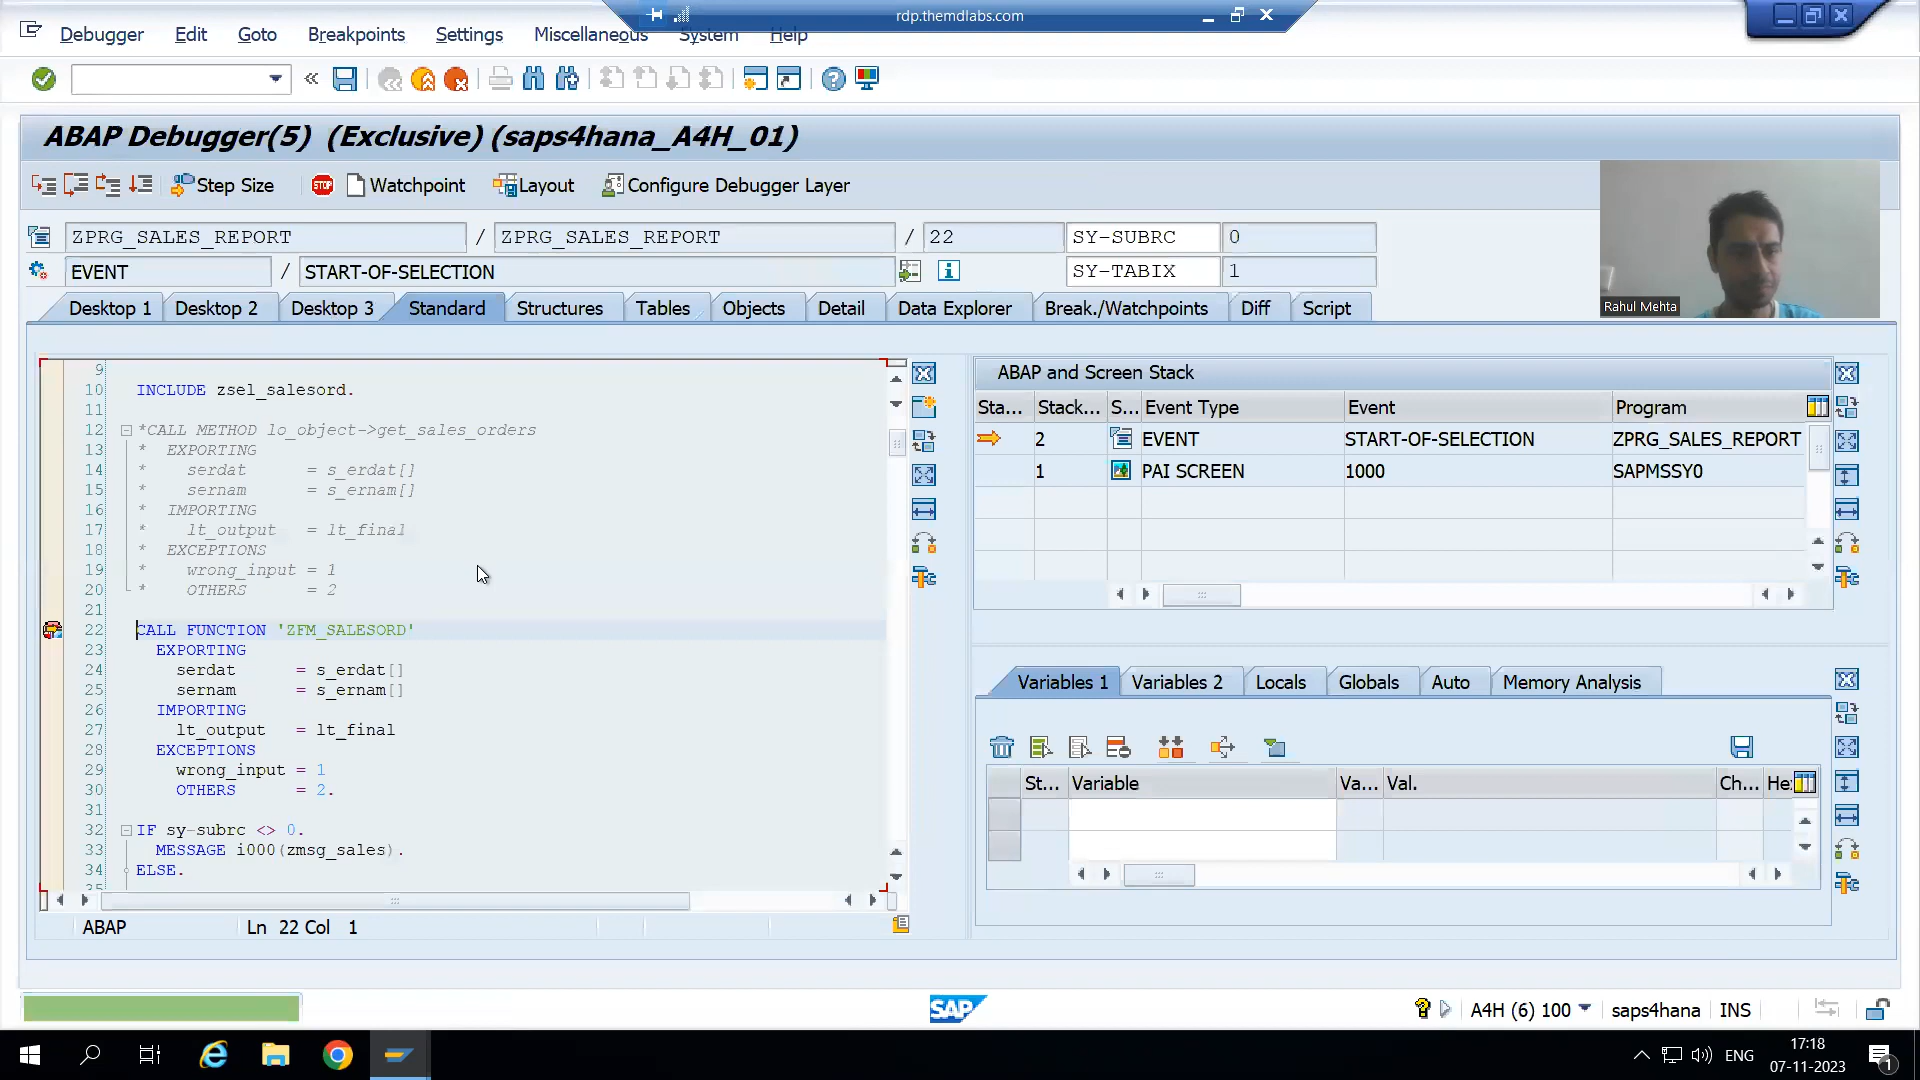 rdp.themdlabs.com
Debugger Edit Goto Breakpoints Settings Miscellaneous System Help
ABAP Debugger(5) (Exclusive) (saps4hana_A4H_01)
Step Size STOP Watchpoint Layout Configure Debugger Layer
ZPRG_SALES_REPORT / ZPRG_SALES_REPORT / 22 SY-SUBRC 0
EVENT / START-OF-SELECTION SY-TABIX 1
Rahul Mehta
Desktop 1 Desktop 2 Desktop 3 Standard Structures Tables Objects Detail Data Explorer Break./Watchpoints Diff Script
9
10 INCLUDE zsel_salesord.
11
12 *CALL METHOD lo_object->get_sales_orders
13 * EXPORTING
14 * serdat = s_erdat[]
15 * sernam = s_ernam[]
16 * IMPORTING
17 * lt_output = lt_final
18 * EXCEPTIONS
19 * wrong_input = 1
20 * OTHERS = 2
21
22 CALL FUNCTION 'ZFM_SALESORD'
23 EXPORTING
24 serdat = s_erdat[]
25 sernam = s_ernam[]
26 IMPORTING
27 lt_output = lt_final
28 EXCEPTIONS
29 wrong_input = 1
30 OTHERS = 2.
31
32 IF sy-subrc <> 0.
33 MESSAGE i000(zmsg_sales).
34 ELSE.
35
ABAP Ln 22 Col 1
ABAP and Screen Stack
Sta... Stack... S... Event Type Event Program
2 EVENT START-OF-SELECTION ZPRG_SALES_REPORT
1 PAI SCREEN 1000 SAPMSSY0
Variables 1 Variables 2 Locals Globals Auto Memory Analysis
St... Variable Va... Val. Ch... He
SAP
A4H (6) 100 saps4hana INS
ENG
17:18
07-11-2023
1